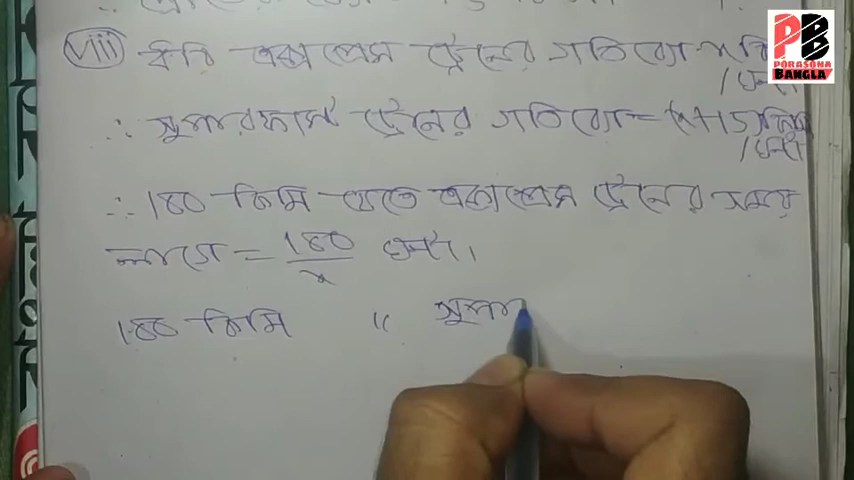 viii ধরি এক্সপ্রেস ট্রেনের গতিবেগ x কিমি
/ঘন্টা
∴ সুপারফাস্ট ট্রেনের গতিবেগ = (x+15) কিমি
/ঘন্টা
∴ 180 কিমি যেতে এক্সপ্রেস ট্রেনের সময়
লাগে = 180/x ঘন্টা।
180 কিমি " সুপা
PB
PORASONA
BANGLA